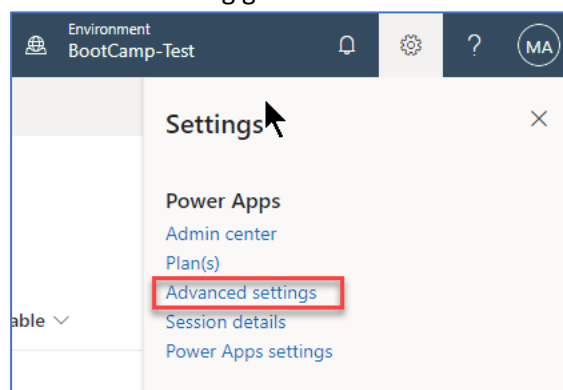 Environment
BootCamp-Test
?
MA
Settings
Power Apps
Admin center
Plan(s)
Advanced settings
able
Session details
Power Apps settings